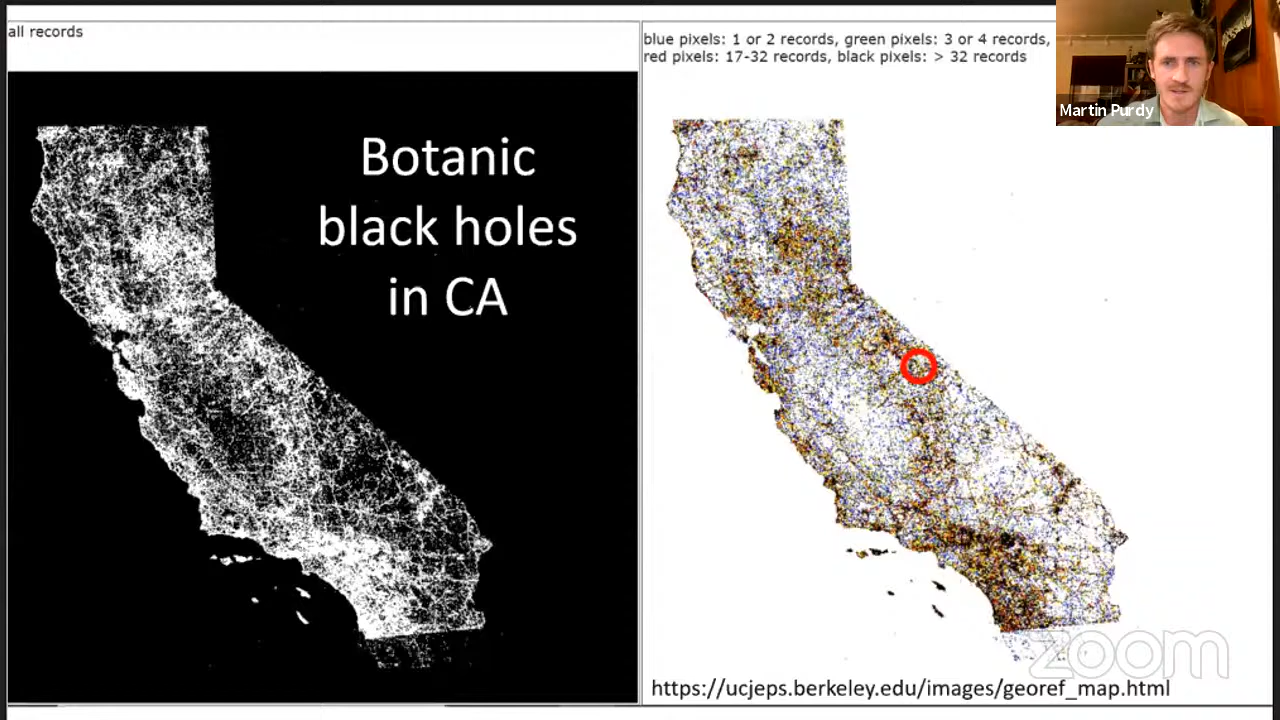 all records
Botanic
black holes
in CA
blue pixels: 1 or 2 records, green pixels: 3 or 4 records,
red pixels: 17-32 records, black pixels: > 32 records
Martin Purdy
zoom
https://ucjeps.berkeley.edu/images/georef_map.html